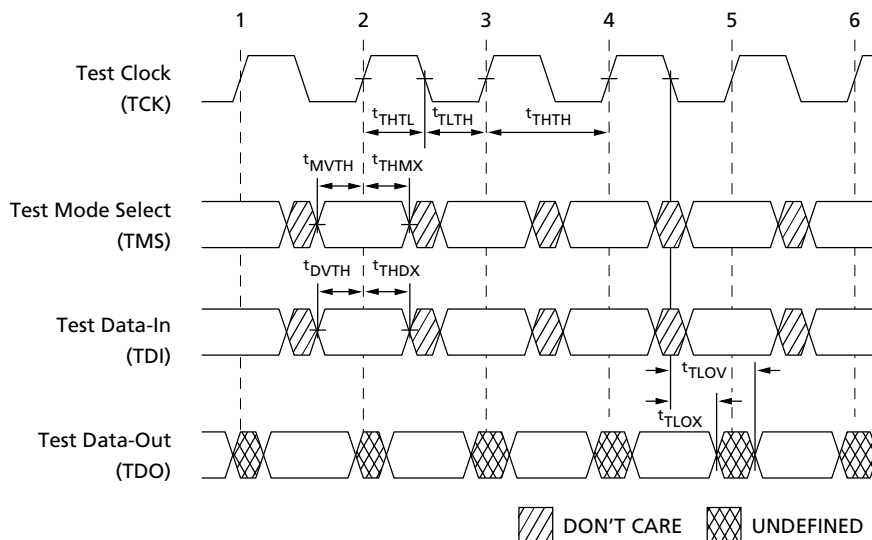 1 2 3 4 5 6
Test Clock
(TCK)
tTHTL tTLTH tTHTH
tMVTH tTHMX
Test Mode Select
(TMS)
tDVTH tTHDX
Test Data-In
(TDI)
tTLOV
tTLOX
Test Data-Out
(TDO)
DON'T CARE UNDEFINED